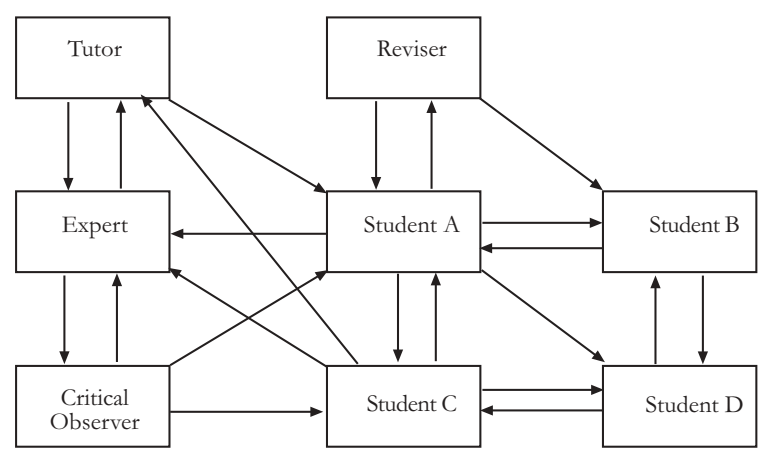 Tutor
Reviser
Expert
Student A
Student B
Critical
Observer
Student C
Student D